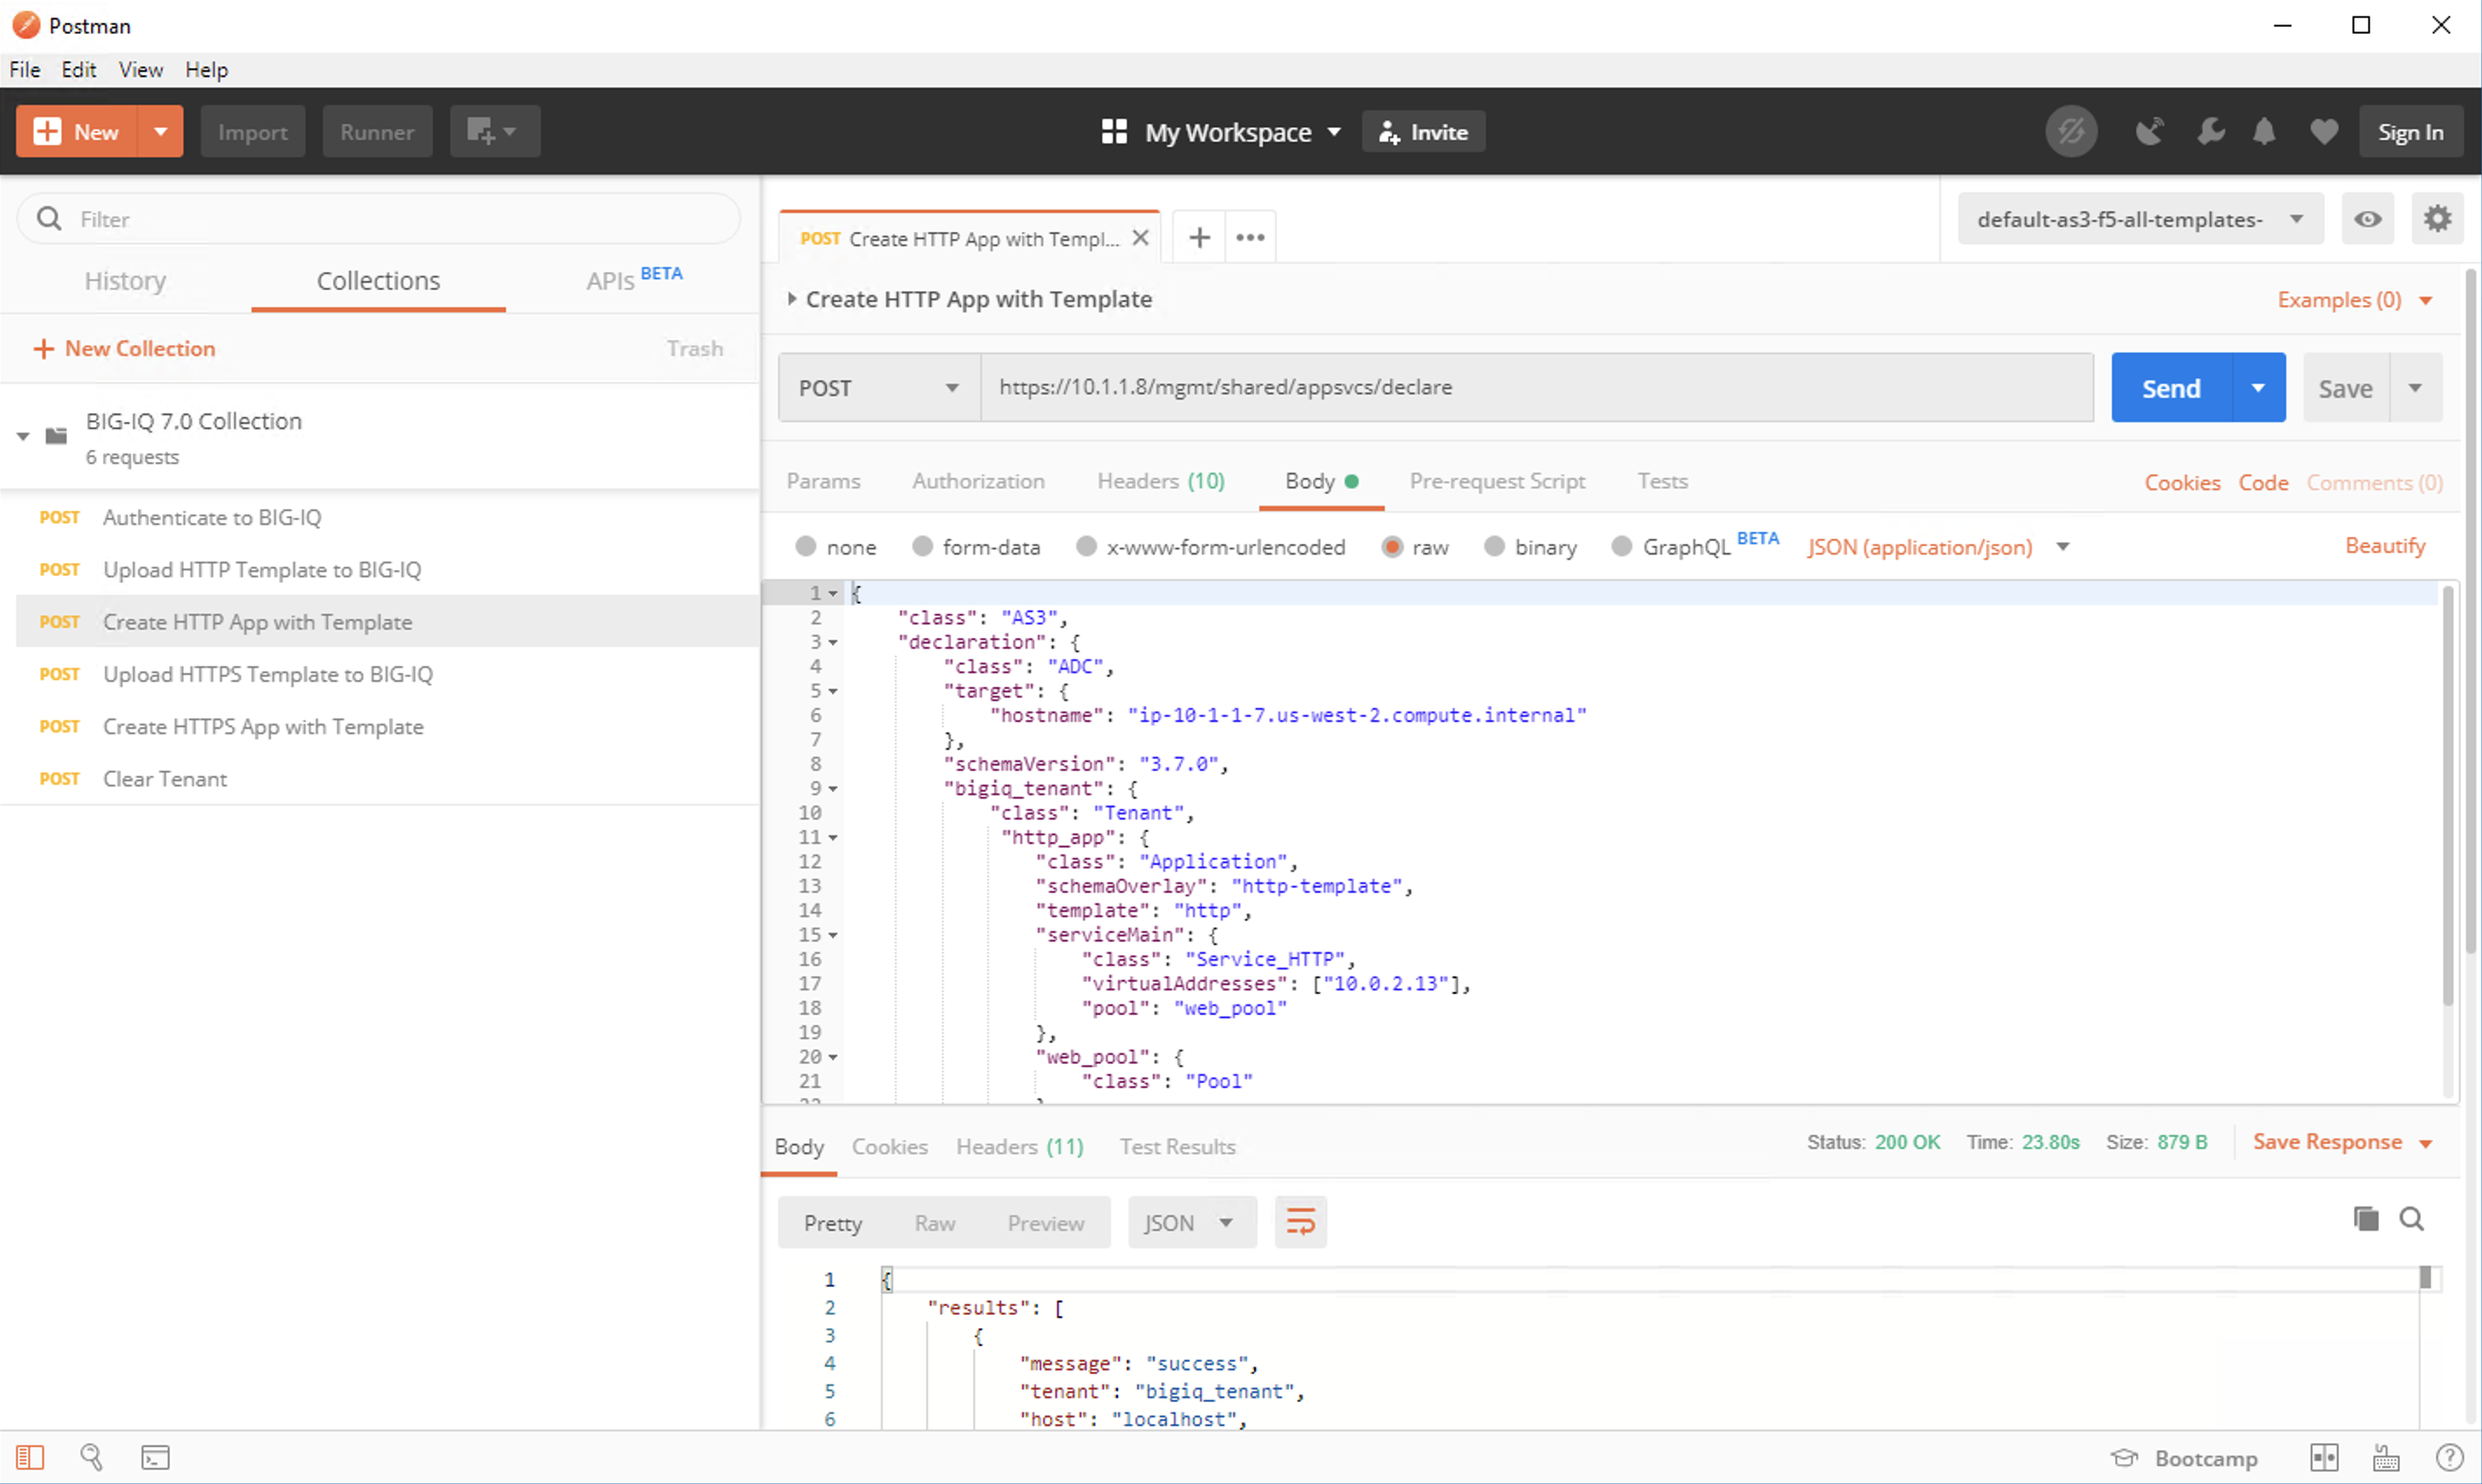 Postman
File Edit View Help
New Import Runner My Workspace Invite Sign In
Filter
History Collections APIs BETA
New Collection Trash
BIG-IQ 7.0 Collection
6 requests
POST Authenticate to BIG-IQ
POST Upload HTTP Template to BIG-IQ
POST Create HTTP App with Template
POST Upload HTTPS Template to BIG-IQ
POST Create HTTPS App with Template
POST Clear Tenant
POST Create HTTP App with Templ... default-as3-f5-all-templates-
Create HTTP App with Template Examples (0)
POST https://10.1.1.8/mgmt/shared/appsvcs/declare Send Save
Params Authorization Headers (10) Body Pre-request Script Tests Cookies Code Comments (0)
none form-data x-www-form-urlencoded raw binary GraphQL BETA JSON (application/json) Beautify
1 {
2 "class": "AS3",
3 "declaration": {
4 "class": "ADC",
5 "target": {
6 "hostname": "ip-10-1-1-7.us-west-2.compute.internal"
7 },
8 "schemaVersion": "3.7.0",
9 "bigiq_tenant": {
10 "class": "Tenant",
11 "http_app": {
12 "class": "Application",
13 "schemaOverlay": "http-template",
14 "template": "http",
15 "serviceMain": {
16 "class": "Service_HTTP",
17 "virtualAddresses": ["10.0.2.13"],
18 "pool": "web_pool"
19 },
20 "web_pool": {
21 "class": "Pool"
Body Cookies Headers (11) Test Results Status: 200 OK Time: 23.80s Size: 879 B Save Response
Pretty Raw Preview JSON
1 {
2 "results": [
3 {
4 "message": "success",
5 "tenant": "bigiq_tenant",
6 "host": "localhost",
Bootcamp